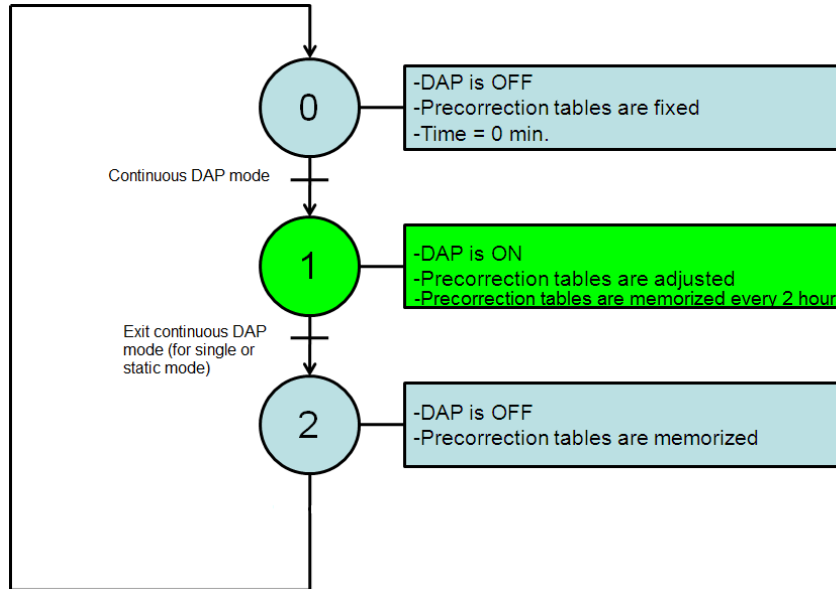 0
-DAP is OFF
-Precorrection tables are fixed
-Time = 0 min.
Continuous DAP mode
1
-DAP is ON
-Precorrection tables are adjusted
-Precorrection tables are memorized every 2 hour
Exit continuous DAP
mode (for single or
static mode)
2
-DAP is OFF
-Precorrection tables are memorized